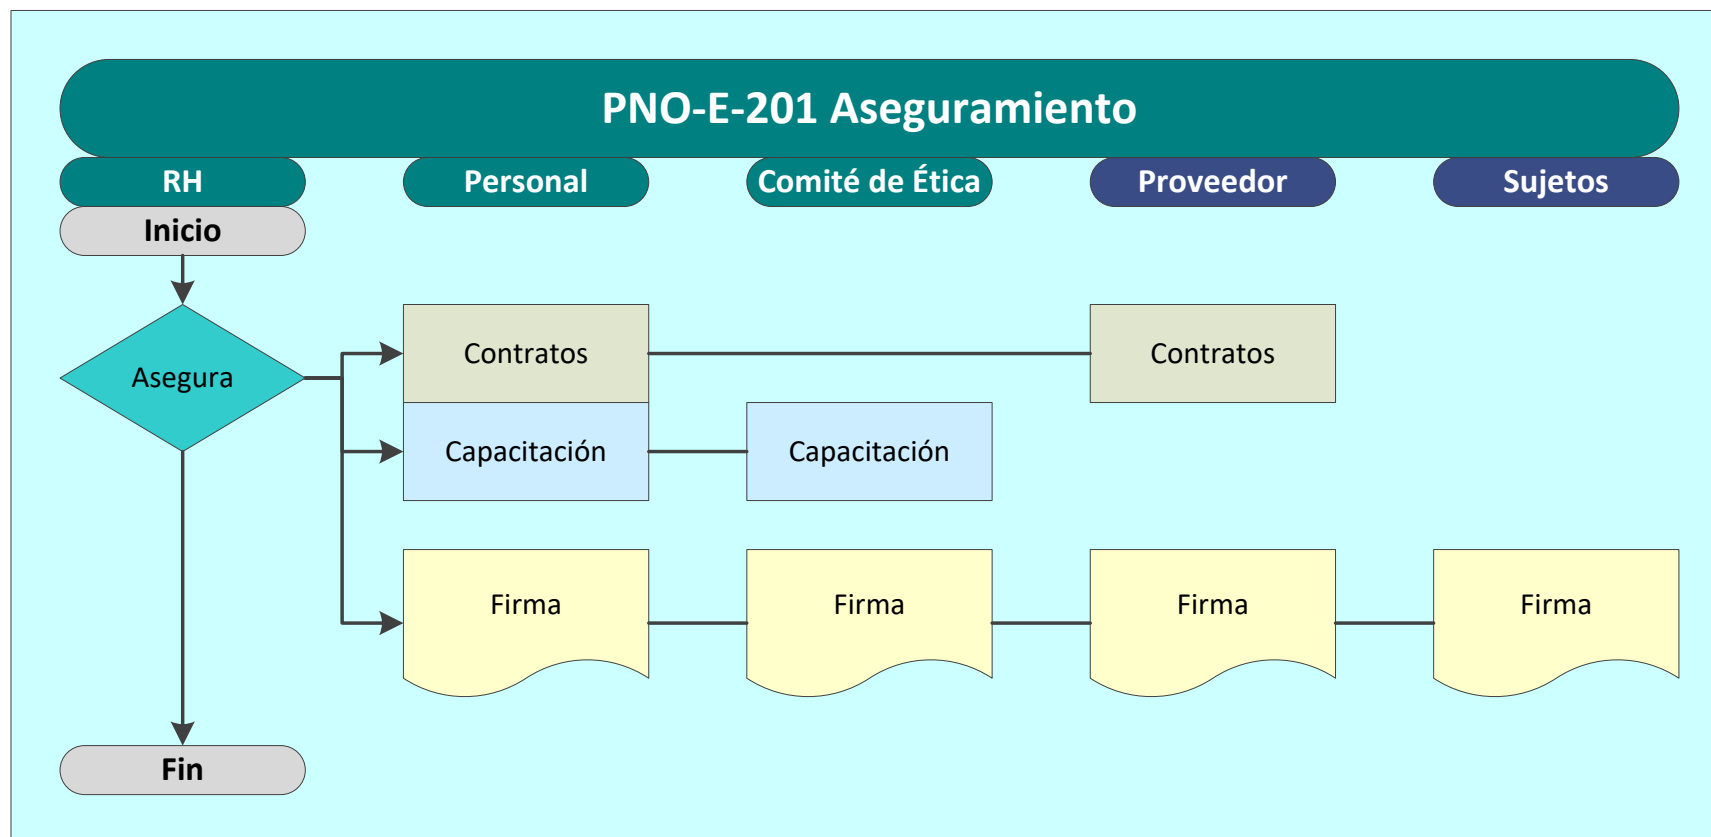 PNO-E-201 Aseguramiento
RH
Personal
Comité de Ética
Proveedor
Sujetos
Inicio
Asegura
Contratos
Contratos
Capacitación
Capacitación
Firma
Firma
Firma
Firma
Fin